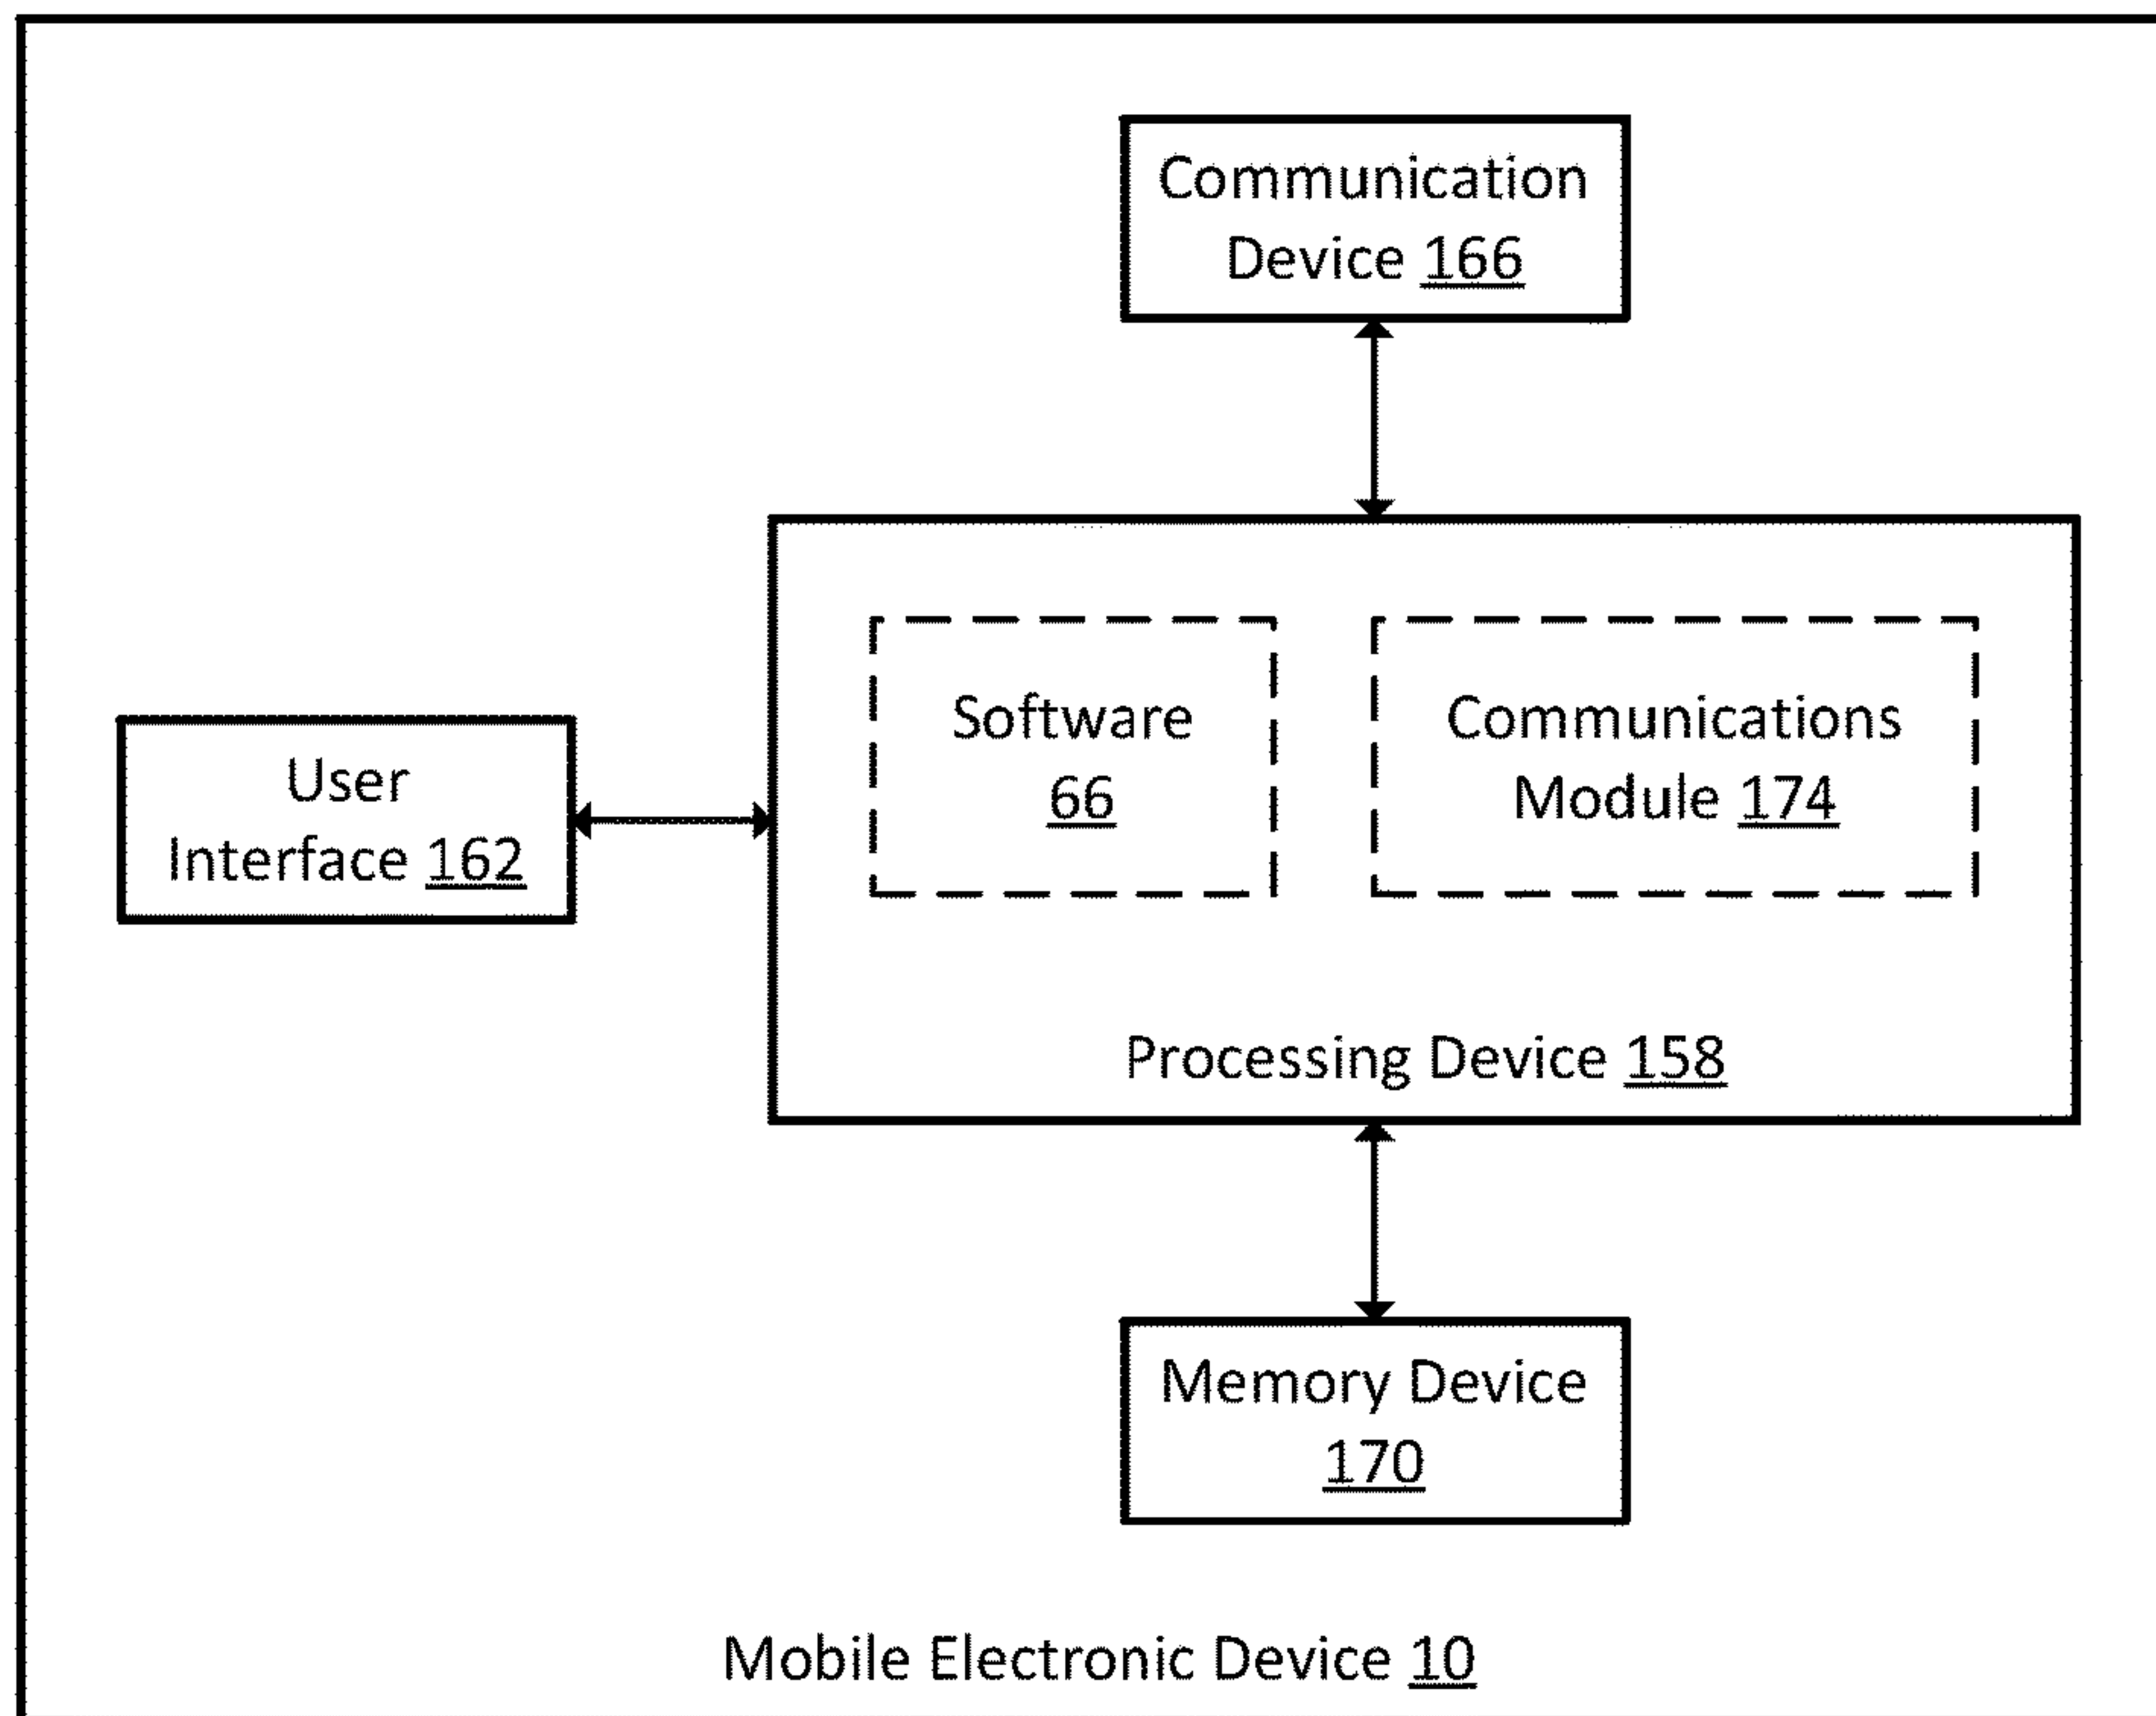 Communication
Device 166
Software
66
Communications
Module 174
User
Interface 162
Processing Device 158
Memory Device
170
Mobile Electronic Device 10